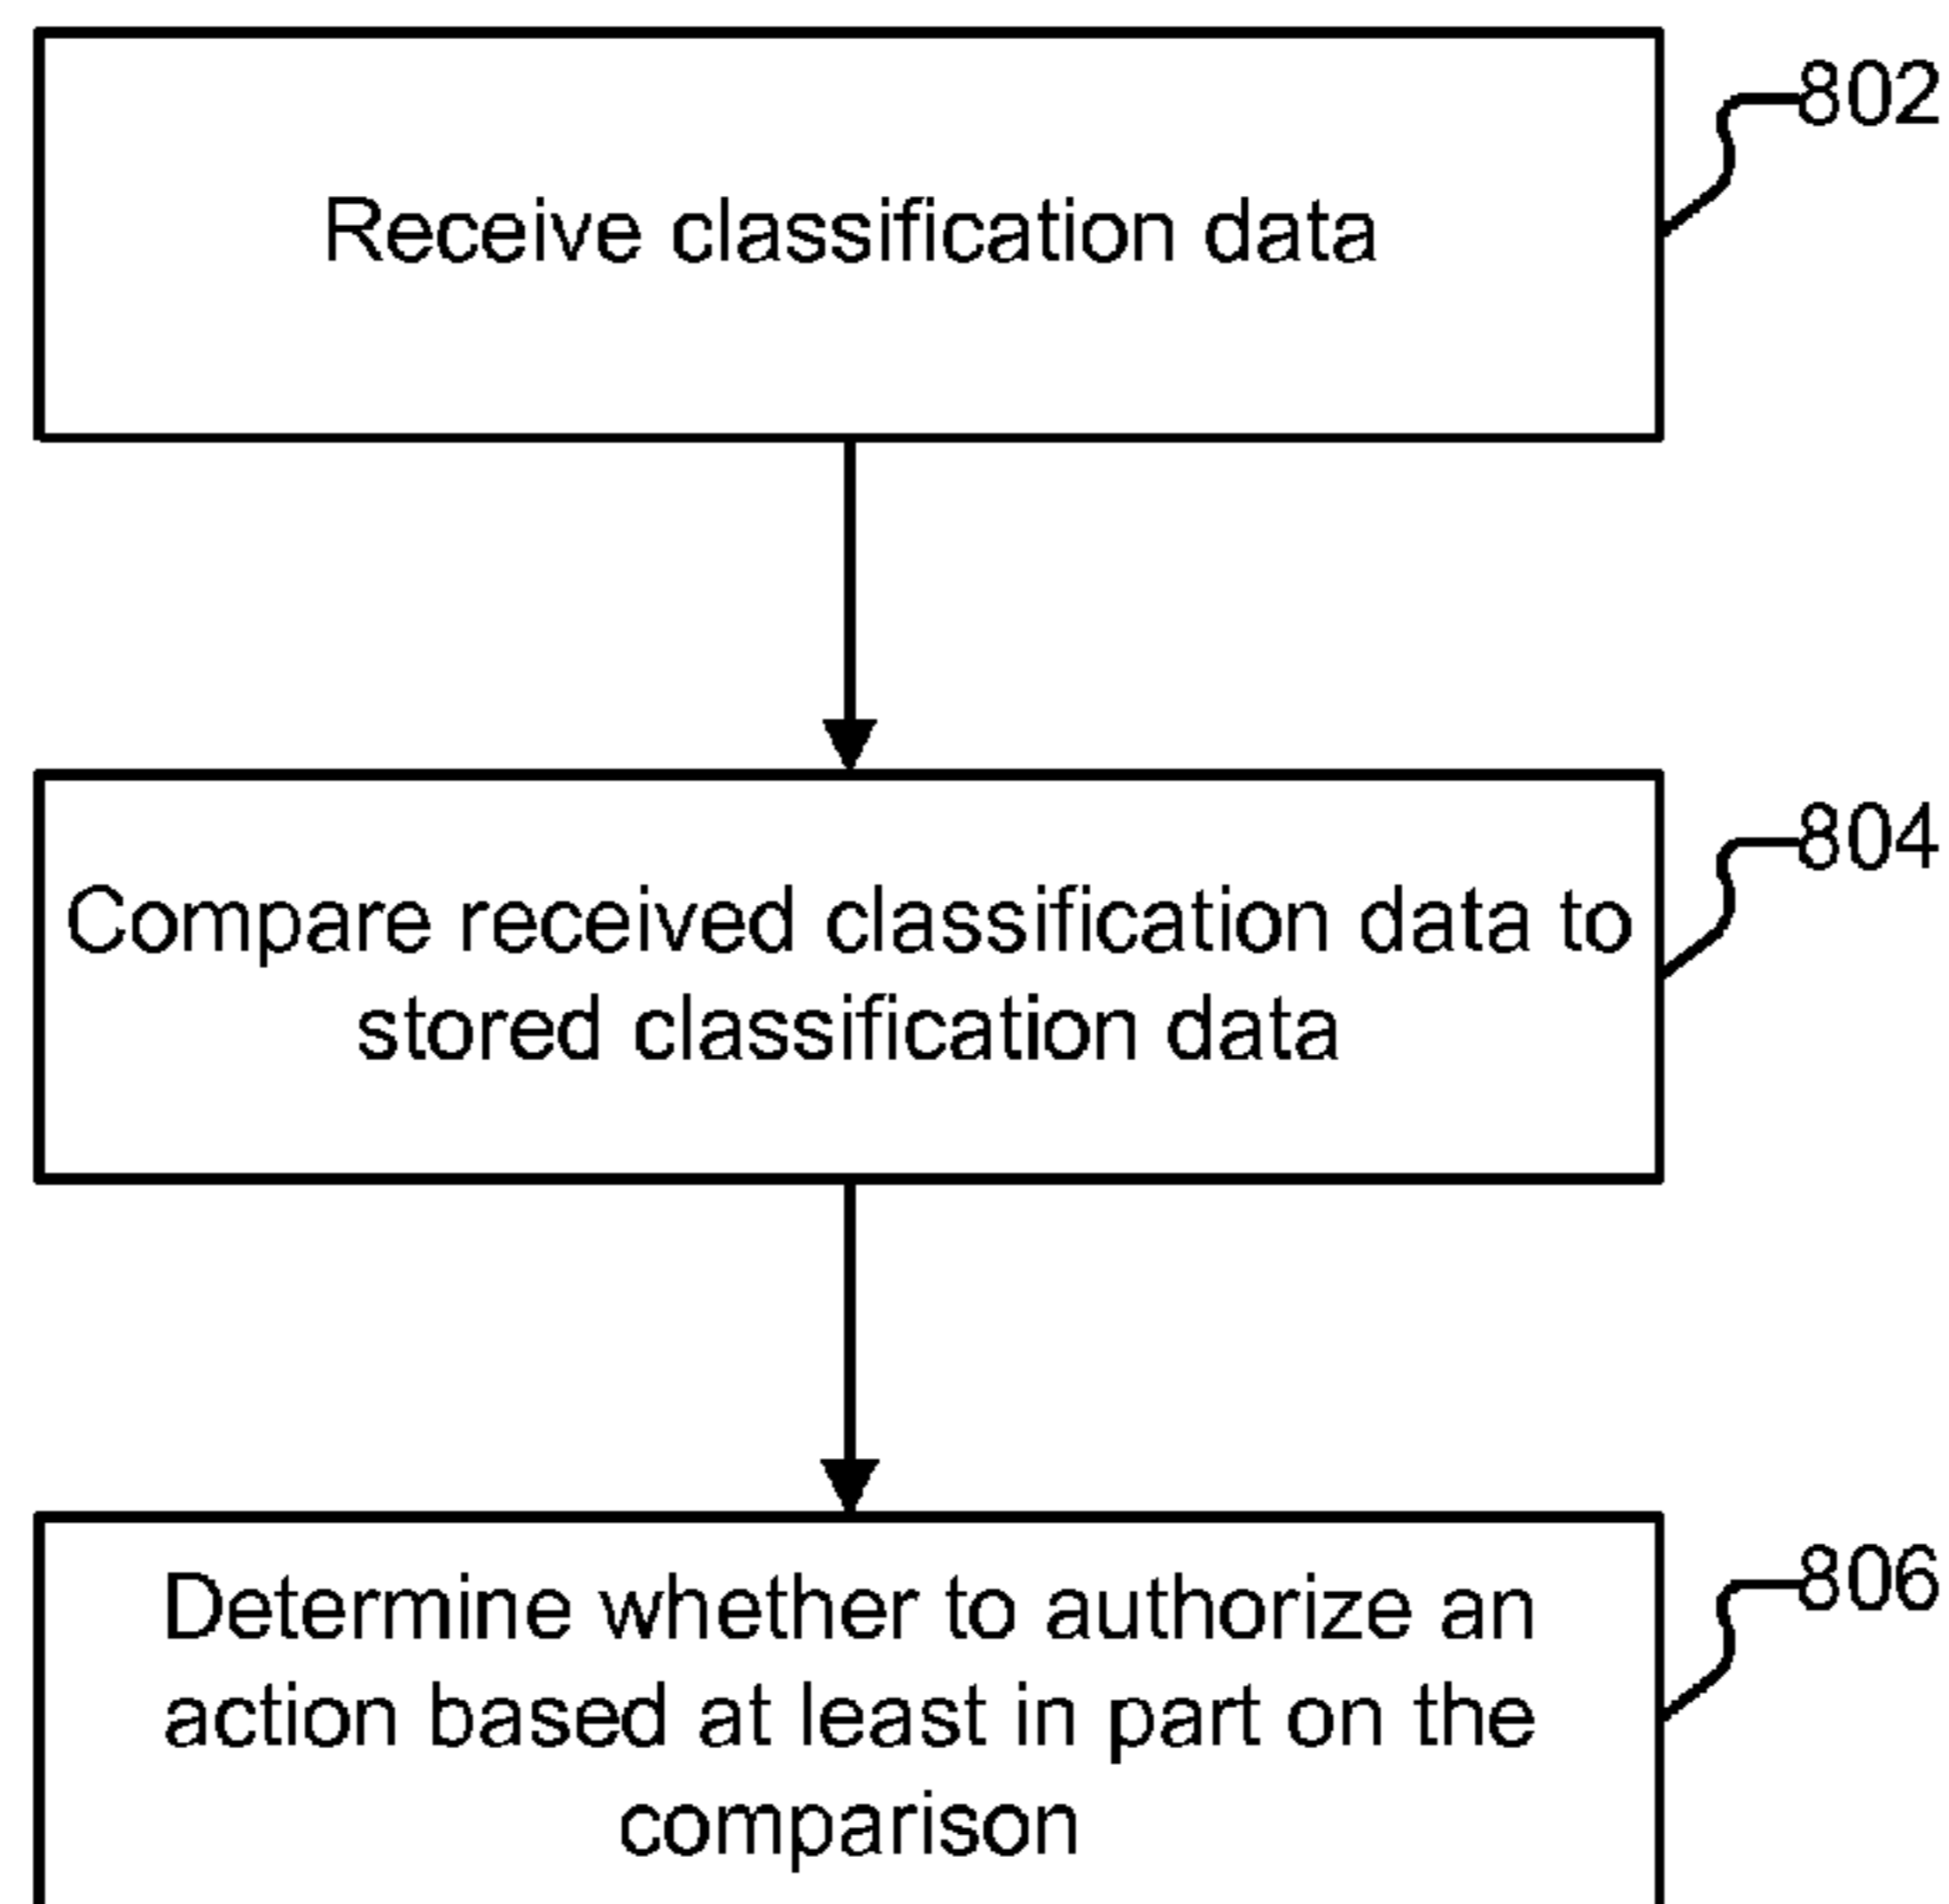 802
Receive classification data
804
Compare received classification data to
stored classification data
806
Determine whether to authorize an
action based at least in part on the
comparison